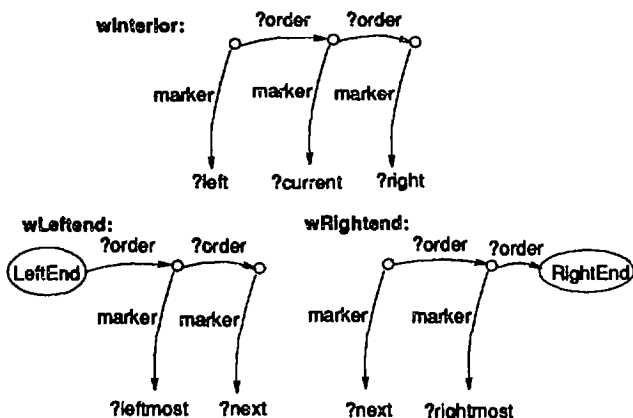 wInterior:
?order ?order
marker marker marker
?left ?current ?right
wLeftend: wRightend:
?order ?order ?order ?order
LeftEnd RightEnd
marker marker marker marker
?leftmost ?next ?next ?rightmost